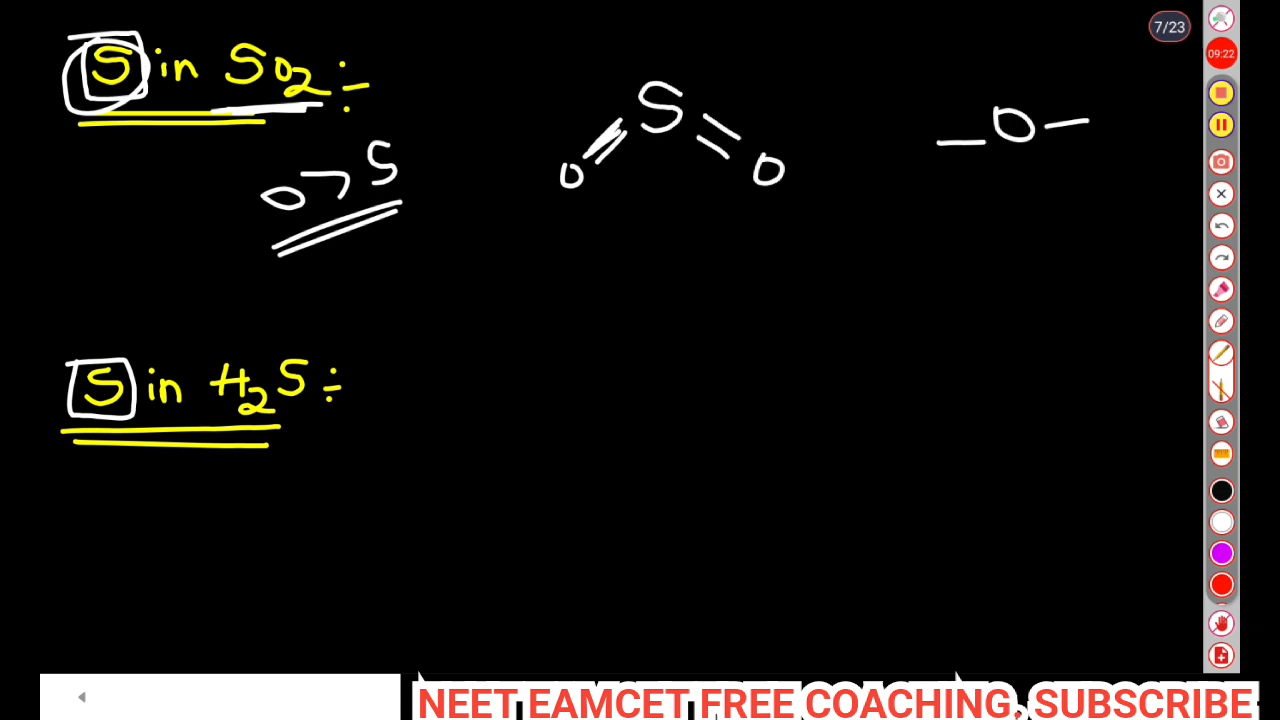 7/23
09:22
S in SO2 ÷
S
O O
— O —
O > S
S in H2S ÷
NEET EAMCET FREE COACHING, SUBSCRIBE